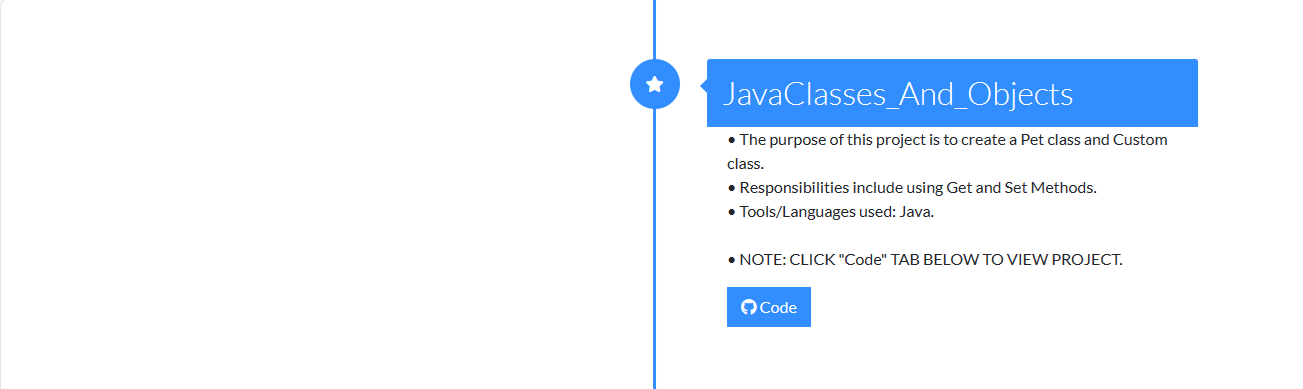 JavaClasses_And_Objects
• The purpose of this project is to create a Pet class and Custom
class.
• Responsibilities include using Get and Set Methods.
• Tools/Languages used: Java.
• NOTE: CLICK "Code" TAB BELOW TO VIEW PROJECT.
Code